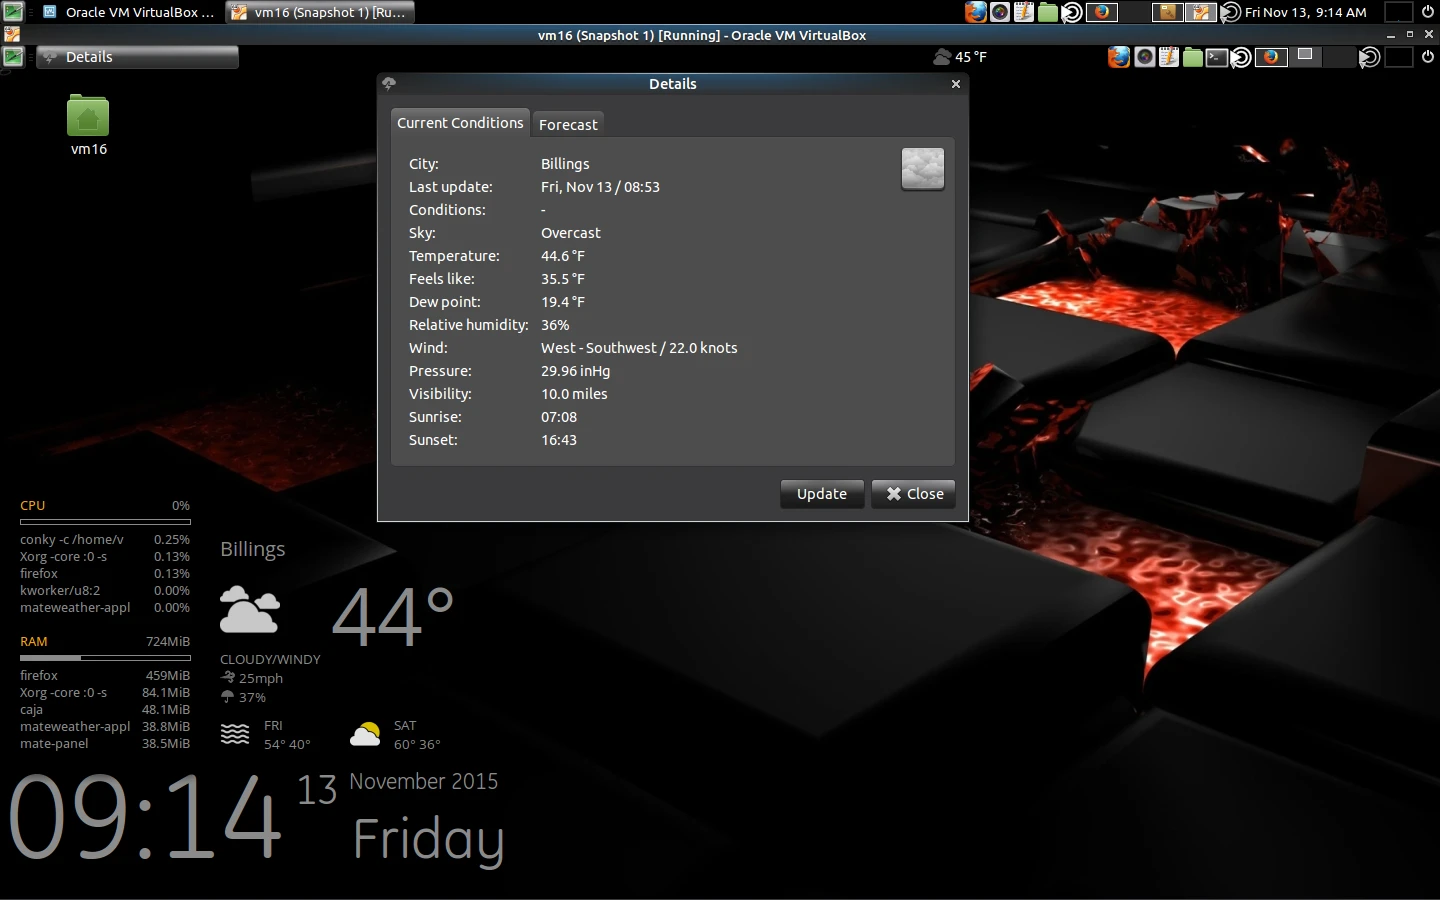 Oracle VM VirtualBox ...
vm16 (Snapshot 1) [Ru...
Fri Nov 13, 9:14 AM
vm16 (Snapshot 1) [Running] - Oracle VM VirtualBox
Details
45 °F
vm16
Details
Current Conditions
Forecast
City: Billings
Last update: Fri, Nov 13 / 08:53
Conditions: -
Sky: Overcast
Temperature: 44.6 °F
Feels like: 35.5 °F
Dew point: 19.4 °F
Relative humidity: 36%
Wind: West - Southwest / 22.0 knots
Pressure: 29.96 inHg
Visibility: 10.0 miles
Sunrise: 07:08
Sunset: 16:43
Update
Close
CPU 0%
conky -c /home/v 0.25%
Xorg -core :0 -s 0.13%
firefox 0.13%
kworker/u8:2 0.00%
mateweather-appl 0.00%
RAM 724MiB
firefox 459MiB
Xorg -core :0 -s 84.1MiB
caja 48.1MiB
mateweather-appl 38.8MiB
mate-panel 38.5MiB
Billings
44°
CLOUDY/WINDY
25mph
37%
FRI
54° 40°
SAT
60° 36°
09:14
13
November 2015
Friday